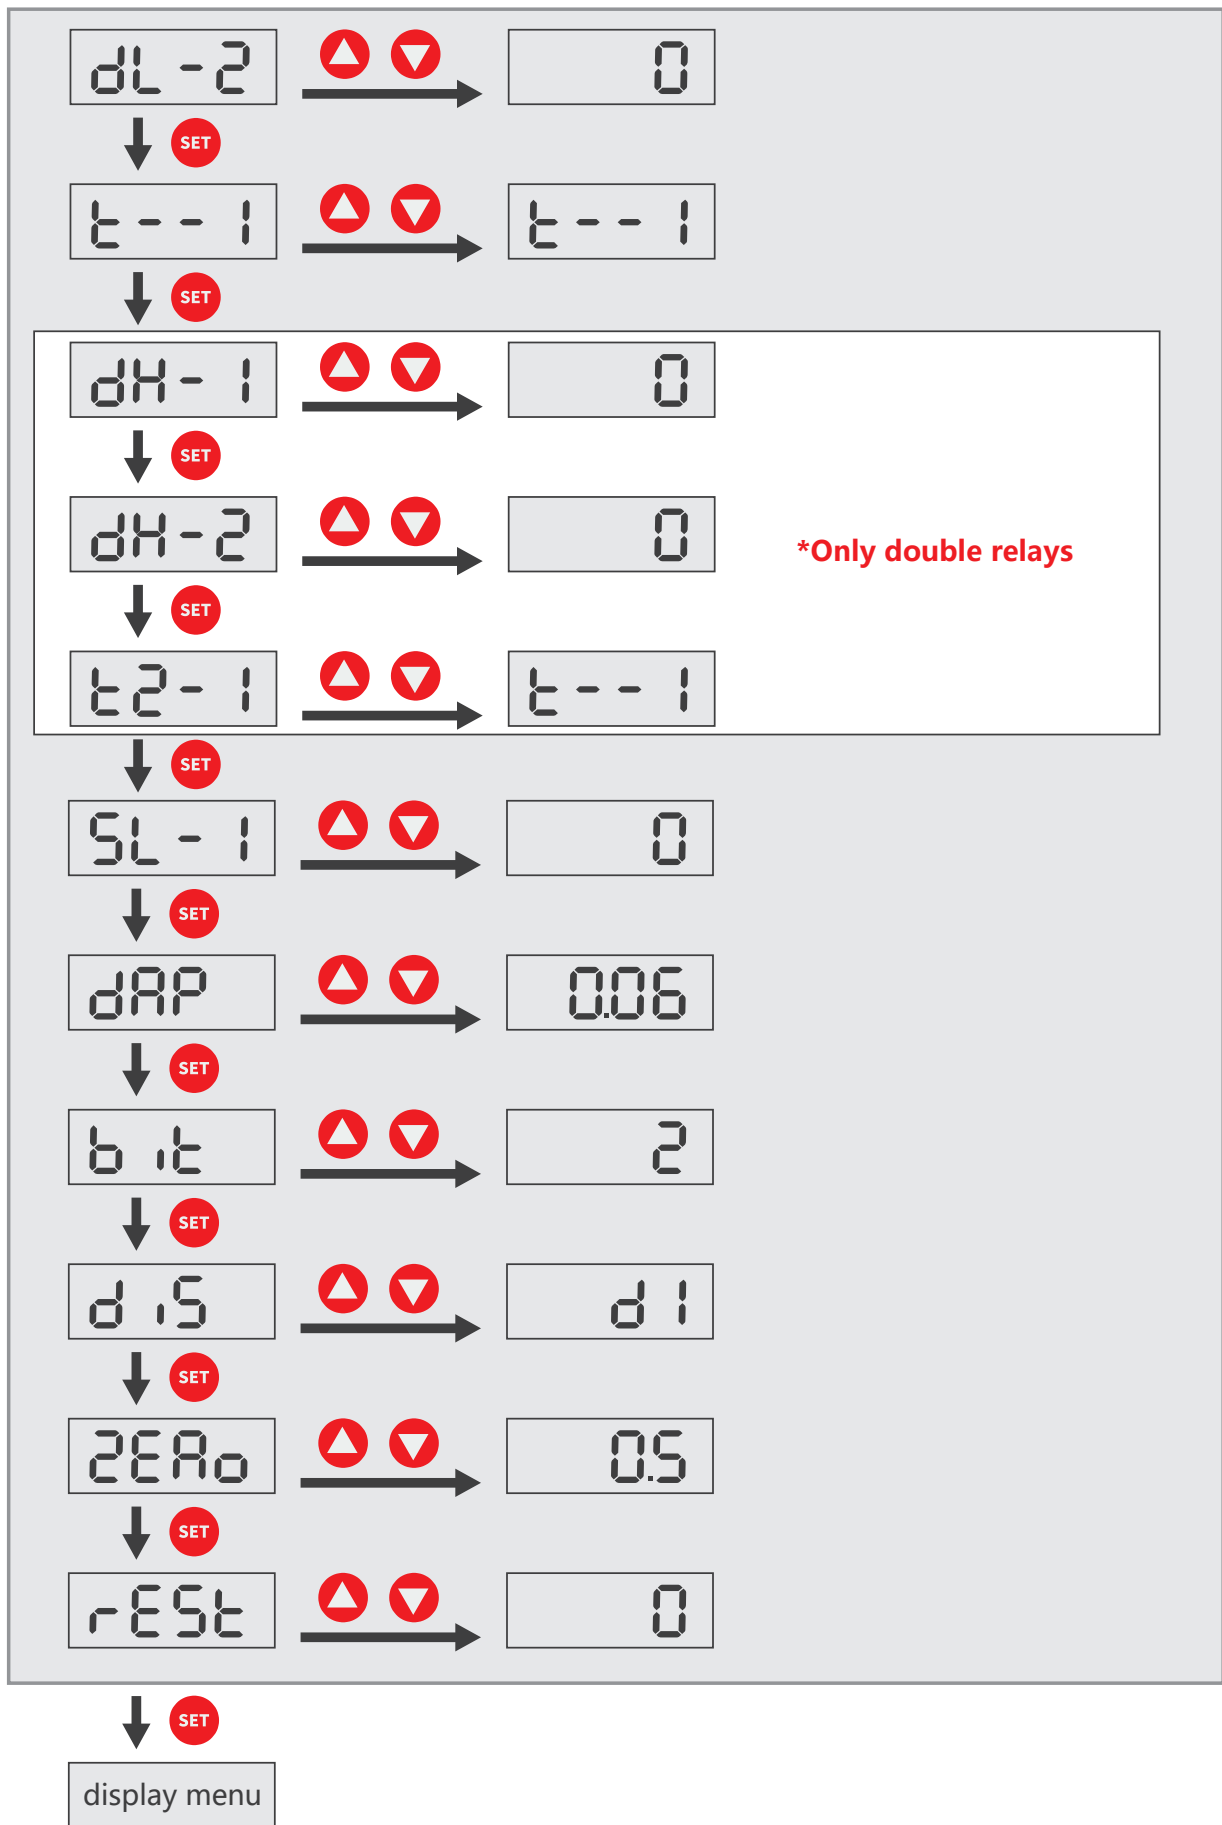 dL-2 0
SET
t--1 t--1
SET
dH-1 0
SET
dH-2 0
*Only double relays
SET
t2-1 t--1
SET
SL-1 0
SET
dAP 0.06
SET
bit 2
SET
diS d1
SET
2EAo 0.5
SET
rESt 0
SET
display menu